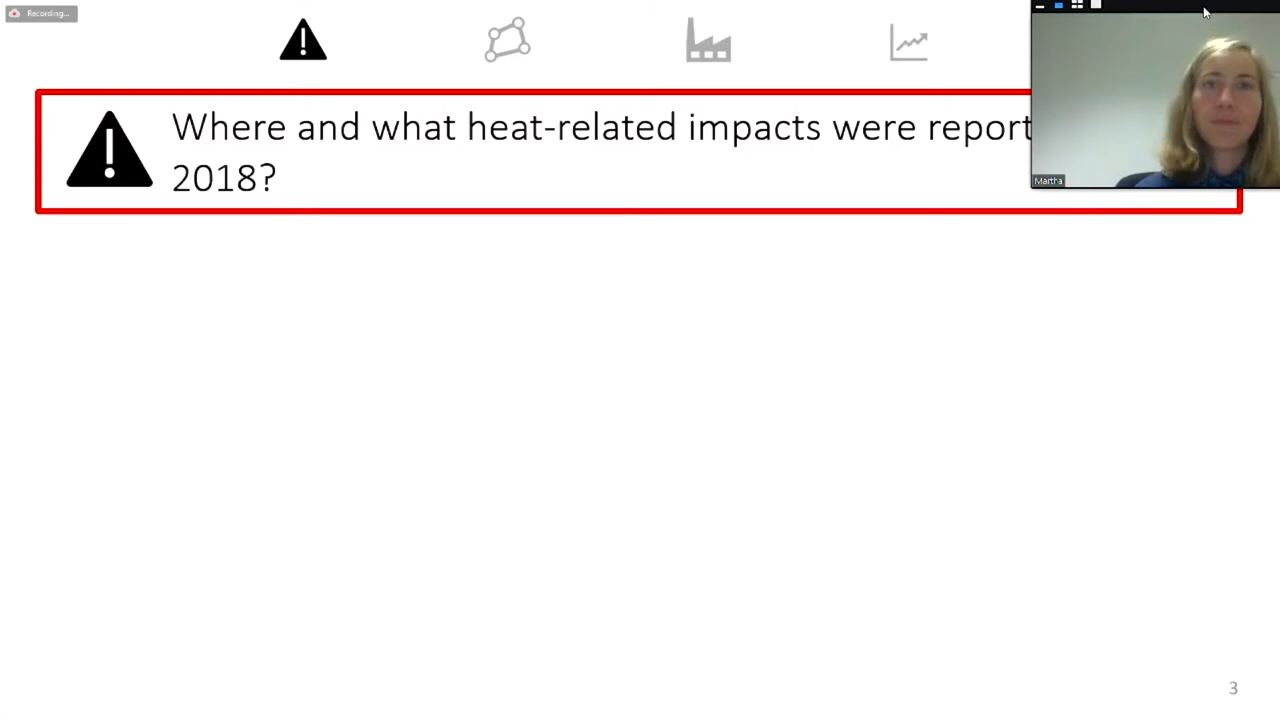 Recording...
Where and what heat-related impacts were report
2018?
Martha
3